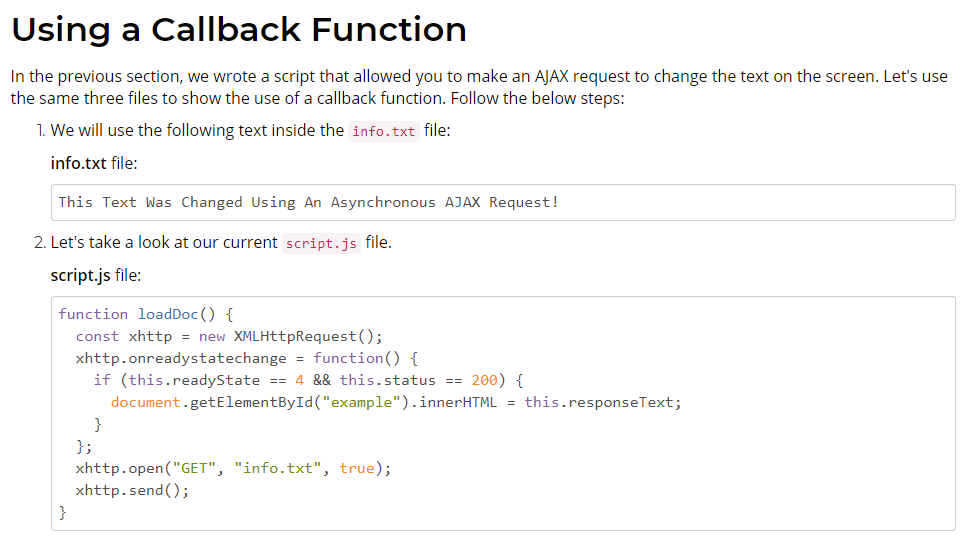 Using a Callback Function
In the previous section, we wrote a script that allowed you to make an AJAX request to change the text on the screen. Let's use
the same three files to show the use of a callback function. Follow the below steps:
1. We will use the following text inside the info.txt file:
info.txt file:
This Text Was Changed Using An Asynchronous AJAX Request!
2. Let's take a look at our current script.js file.
script.js file:
function loadDoc() {
  const xhttp = new XMLHttpRequest();
  xhttp.onreadystatechange = function() {
    if (this.readyState == 4 && this.status == 200) {
      document.getElementById("example").innerHTML = this.responseText;
    }
  };
  xhttp.open("GET", "info.txt", true);
  xhttp.send();
}